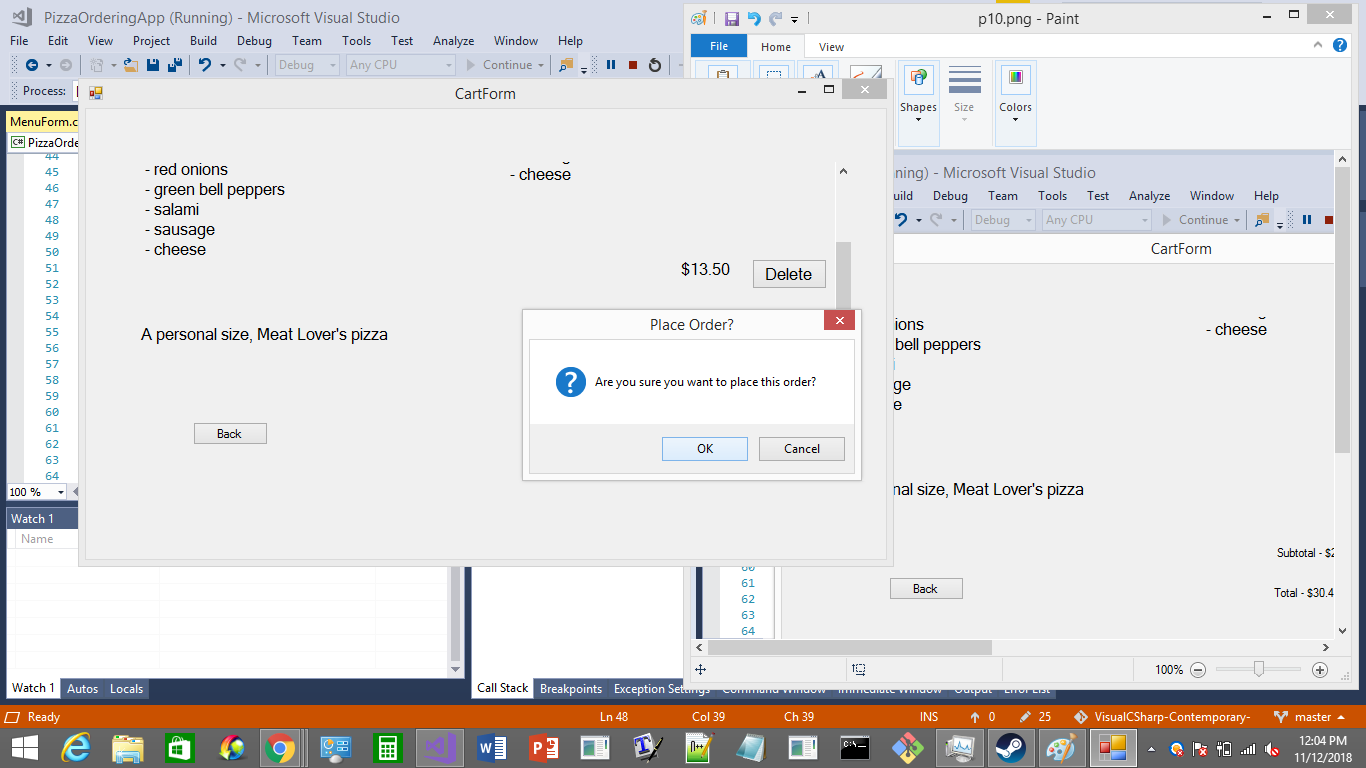 PizzaOrderingApp (Running) - Microsoft Visual Studio
File Edit View Project Build Debug Team Tools Test Analyze Window Help
Debug Any CPU Continue
Process:
MenuForm.c
C# PizzaOrde
44
45
46
47
48
49
50
51
52
53
54
55
56
57
58
59
60
61
62
63
64
100 %
Watch 1
Name
Watch 1 Autos Locals
CartForm
- red onions
- green bell peppers
- salami
- sausage
- cheese
- cheese
$13.50
Delete
A personal size, Meat Lover's pizza
Back
Place Order?
Are you sure you want to place this order?
OK Cancel
p10.png - Paint
File Home View
Shapes Size Colors
nning) - Microsoft Visual Studio
uild Debug Team Tools Test Analyze Window Help
Debug Any CPU Continue
CartForm
ions
bell peppers
i
ge
e
- cheese
nal size, Meat Lover's pizza
Subtotal - $2
Back
Total - $30.4
60
61
62
63
64
100%
Call Stack Breakpoints Exception Settings Command Window Immediate Window Output Error List
Ready Ln 48 Col 39 Ch 39 INS 0 25 VisualCSharp-Contemporary- master
12:04 PM
11/12/2018